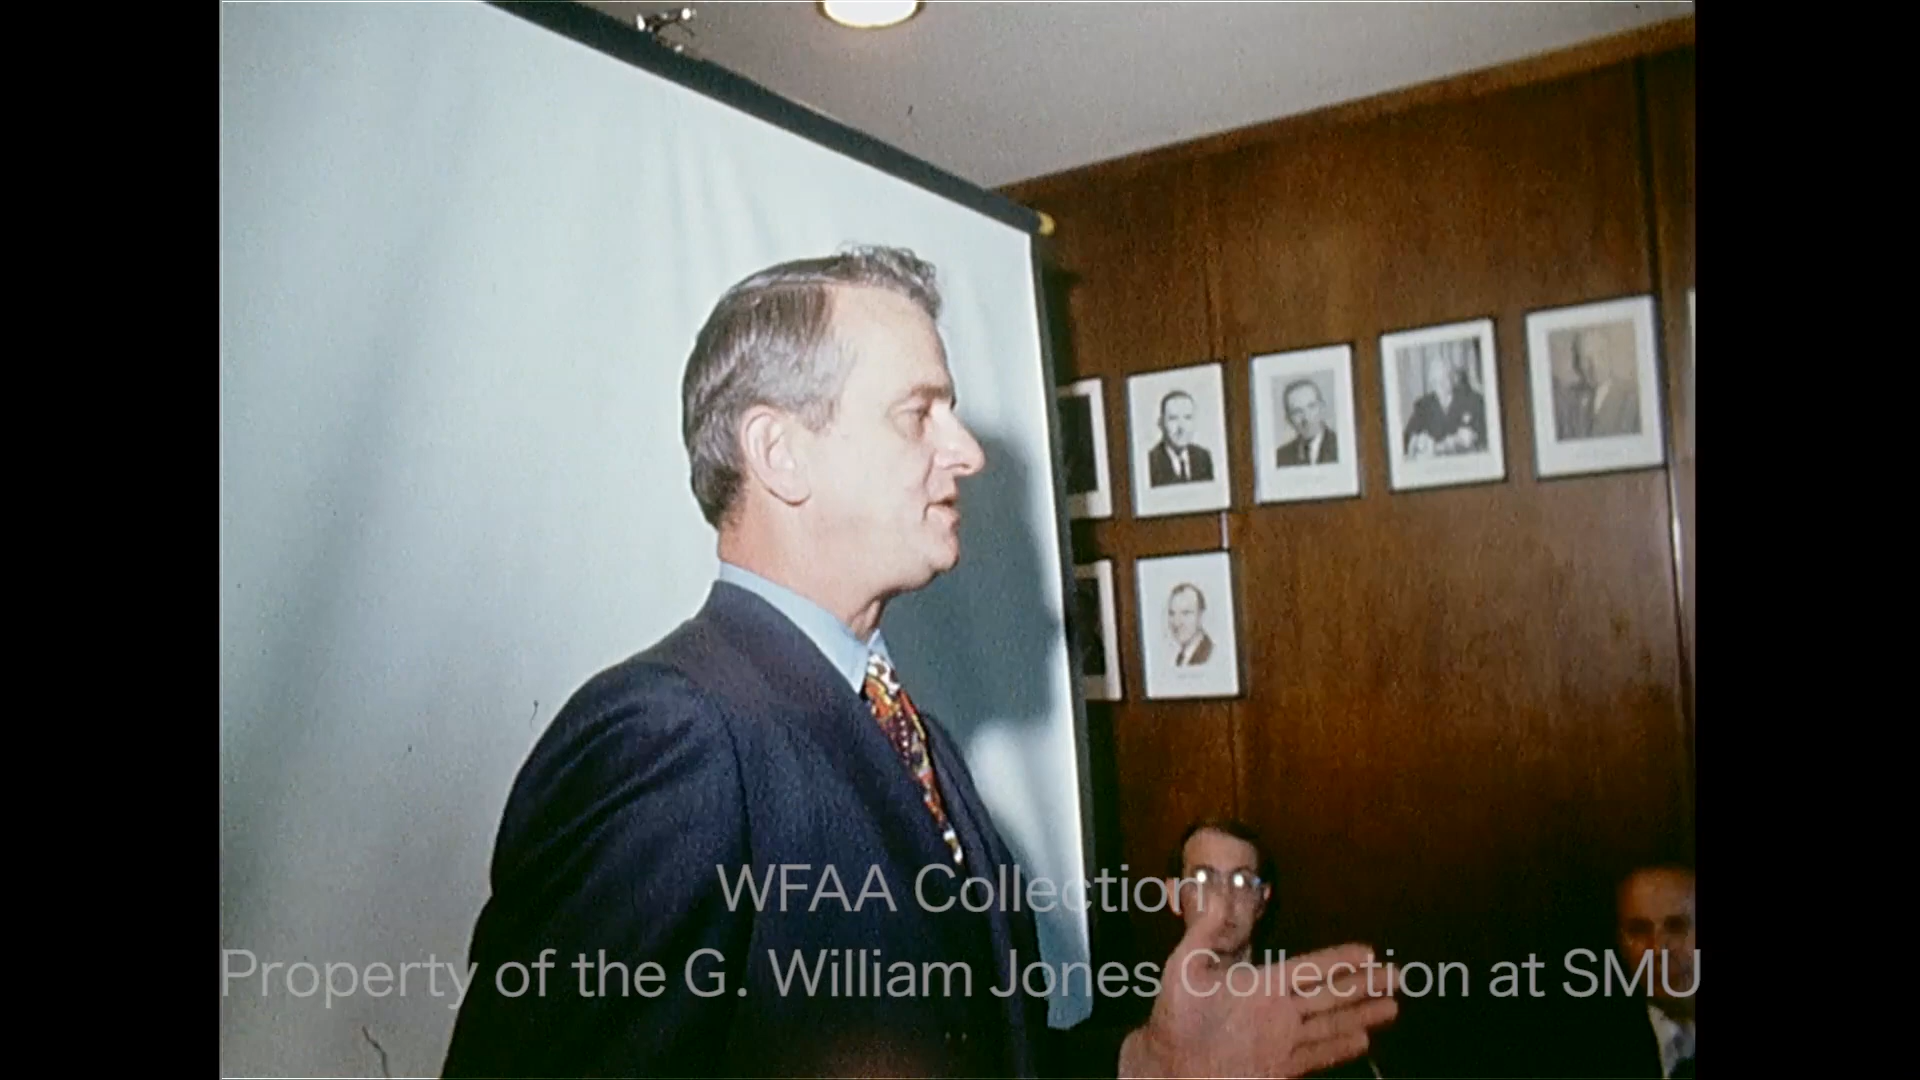 WFAA Collection
Property of the G. William Jones Collection at SMU